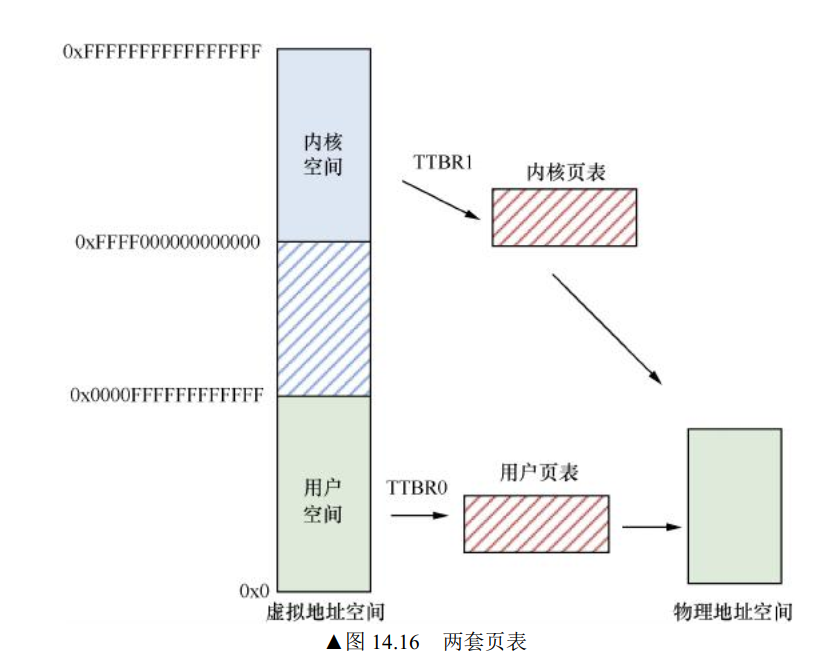 0xFFFFFFFFFFFFFFFF
内核
空间
TTBR1
内核页表
0xFFFF000000000000
0x0000FFFFFFFFFFFF
用户
空间
TTBR0
用户页表
0x0
虚拟地址空间
物理地址空间
▲图 14.16 两套页表